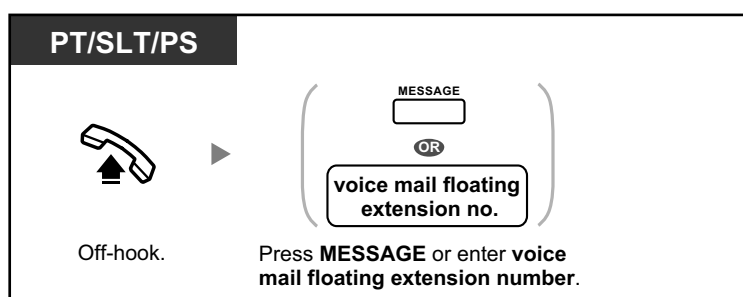 PT/SLT/PS
MESSAGE
OR
voice mail floating
extension no.
Off-hook.
Press MESSAGE or enter voice
mail floating extension number.